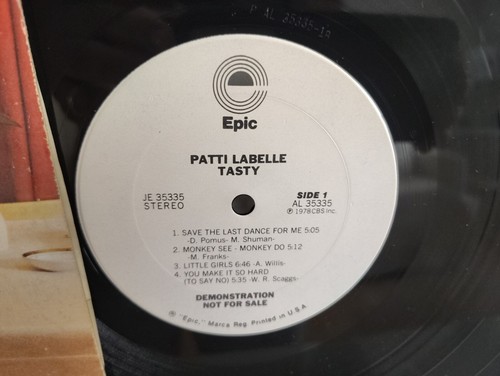 P AL 35335-1A
Epic
PATTI LABELLE
TASTY
JE 35335
STEREO
SIDE 1
AL 35335
℗ 1978 CBS Inc.
1. SAVE THE LAST DANCE FOR ME 5:05
-D. Pomus- M. Shuman-
2. MONKEY SEE - MONKEY DO 5:12
-M. Franks-
3. LITTLE GIRLS 6:46 -A. Willis-
4. YOU MAKE IT SO HARD
(TO SAY NO) 5:35 -W. R. Scaggs-
DEMONSTRATION
NOT FOR SALE
® "Epic," Marca Reg. Printed in U.S.A.